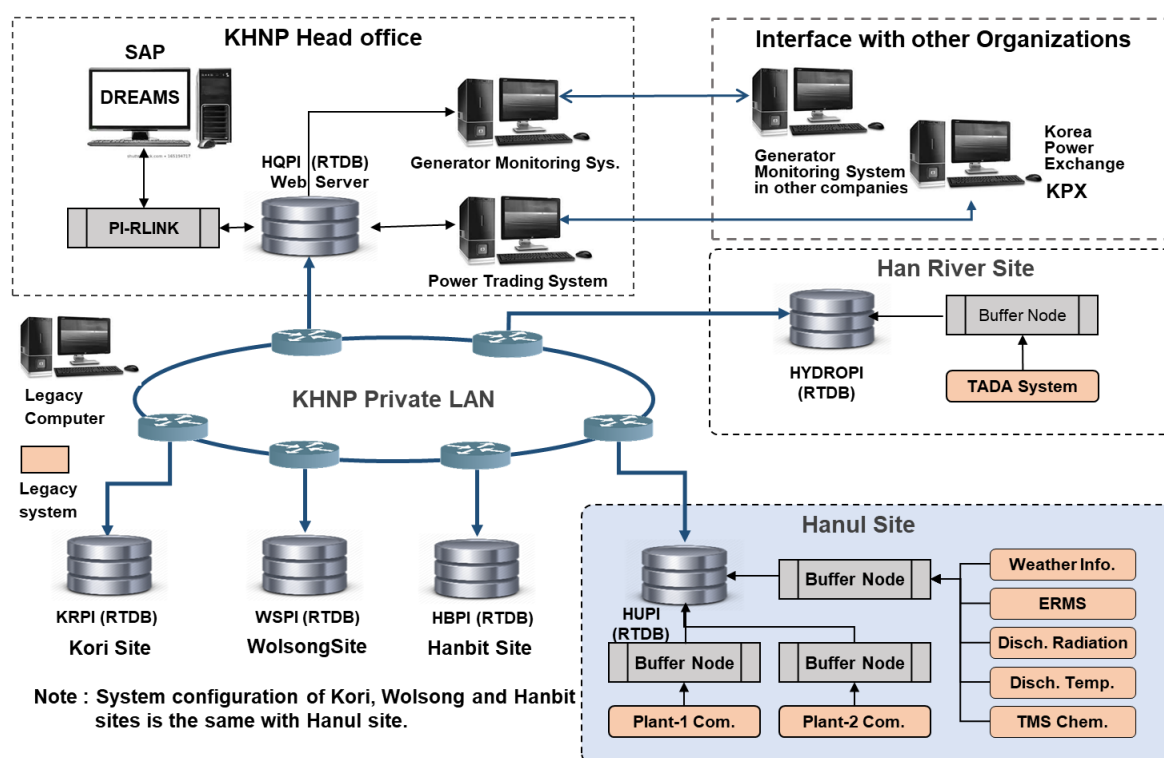 KHNP Head office
SAP
DREAMS
HQPI (RTDB)
Web Server
PI-RLINK
Generator Monitoring Sys.
Power Trading System
Interface with other Organizations
Generator
Monitoring System
in other companies
Korea
Power
Exchange
KPX
Han River Site
HYDROPI
(RTDB)
Buffer Node
TADA System
Legacy
Computer
Legacy
system
KHNP Private LAN
KRPI (RTDB)
Kori Site
WSPI (RTDB)
WolsongSite
HBPI (RTDB)
Hanbit Site
Note : System configuration of Kori, Wolsong and Hanbit
sites is the same with Hanul site.
Hanul Site
HUPI
(RTDB)
Buffer Node
Buffer Node
Buffer Node
Plant-1 Com.
Plant-2 Com.
Weather Info.
ERMS
Disch. Radiation
Disch. Temp.
TMS Chem.